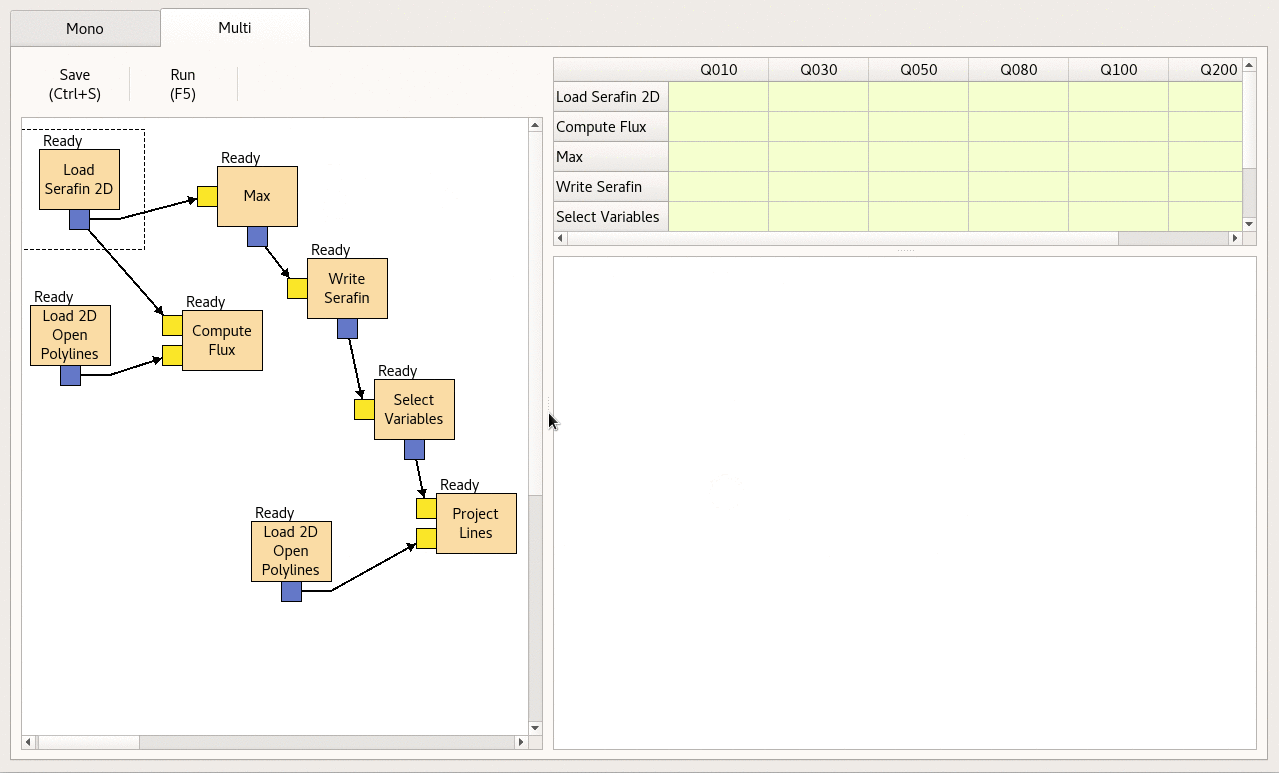 Mono
Multi
Save
(Ctrl+S)
Run
(F5)
Ready
Load
Serafin 2D
Ready
Max
Ready
Write
Serafin
Ready
Load 2D
Open
Polylines
Ready
Compute
Flux
Ready
Select
Variables
Ready
Project
Lines
Ready
Load 2D
Open
Polylines
Q010 Q030 Q050 Q080 Q100 Q200
Load Serafin 2D
Compute Flux
Max
Write Serafin
Select Variables